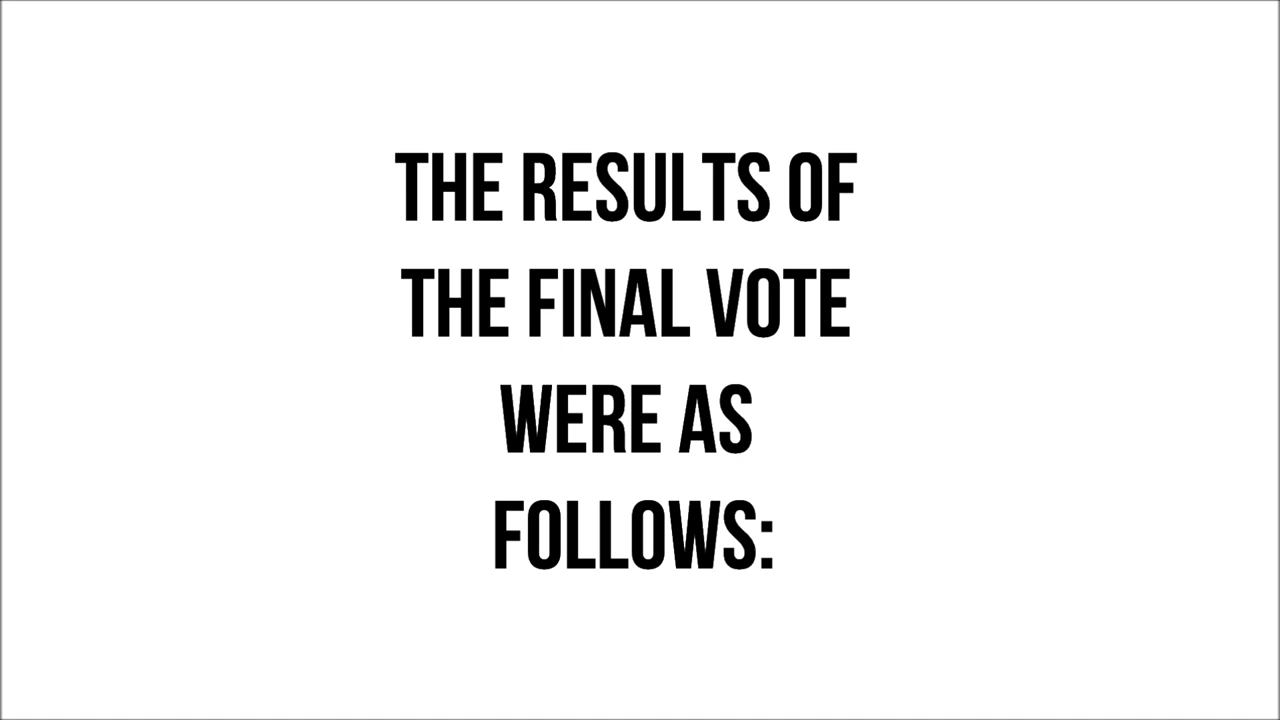 THE RESULTS OF
THE FINAL VOTE
WERE AS
FOLLOWS: